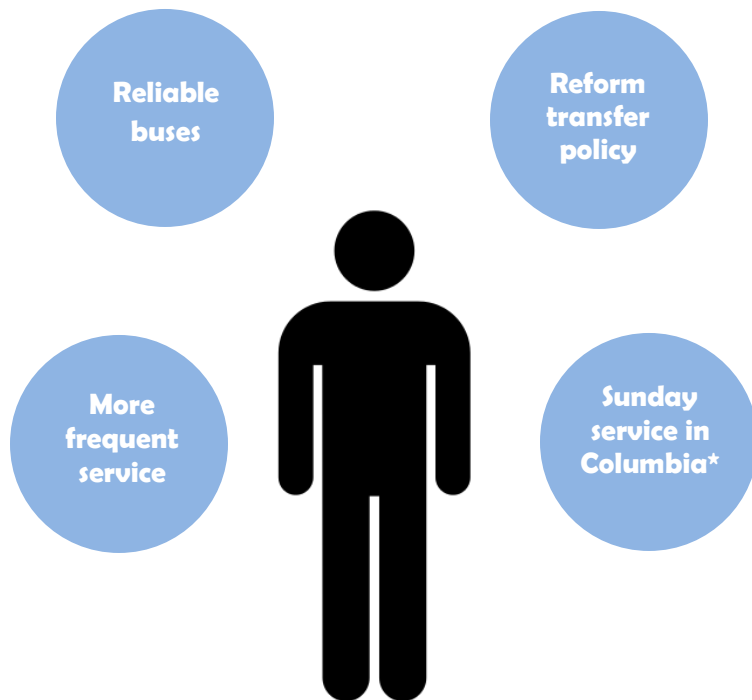 Reliable
buses
Reform
transfer
policy
More
frequent
service
Sunday
service in
Columbia*